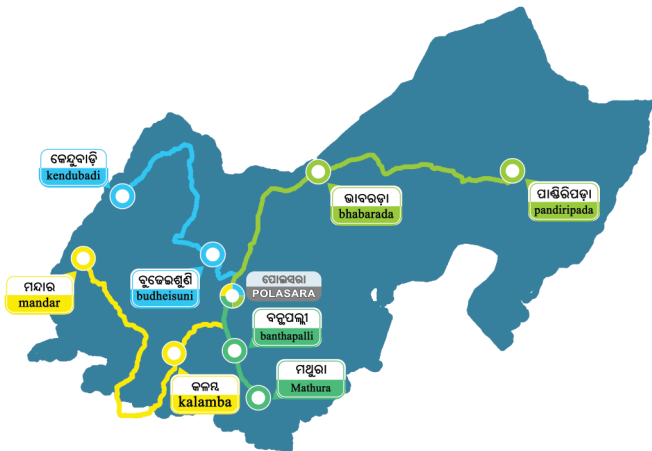 କେନ୍ଦୁବାଡ଼ି
kendubadi
ଭାବରଡ଼ା
bhabarada
ପାଣ୍ଡିରିପଡ଼ା
pandiripada
ମନ୍ଦାର
mandar
ବୁଢେଇଶୁଣି
budheisuni
ପୋଲସରା
POLASARA
ବନ୍ଥପଲ୍ଲୀ
banthapalli
କଳମ୍ବ
kalamba
ମଥୁରା
Mathura